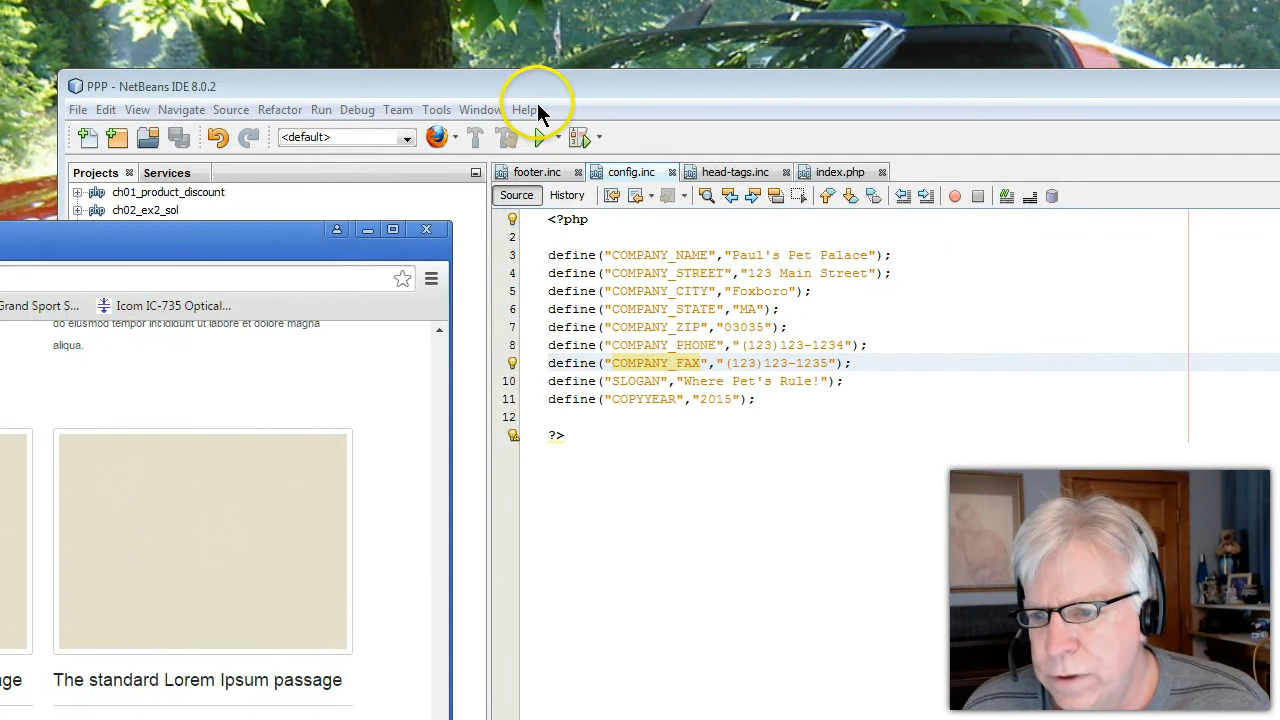 PPP - NetBeans IDE 8.0.2
File Edit View Navigate Source Refactor Run Debug Team Tools Window Help
<default>
Projects Services
footer.inc config.inc head-tags.inc index.php
ch01_product_discount
Source History
ch02_ex2_sol
<?php
2
3 define("COMPANY_NAME","Paul's Pet Palace");
4 define("COMPANY_STREET","123 Main Street");
5 define("COMPANY_CITY","Foxboro");
6 define("COMPANY_STATE","MA");
7 define("COMPANY_ZIP","03035");
8 define("COMPANY_PHONE","(123)123-1234");
define("COMPANY_FAX","(123)123-1235");
10 define("SLOGAN","Where Pet's Rule!");
11 define("COPYYEAR","2015");
12
?>
Grand Sport S... Icom IC-735 Optical...
do eiusmod tempor incididunt ut labore et dolore magna
aliqua.
age The standard Lorem Ipsum passage